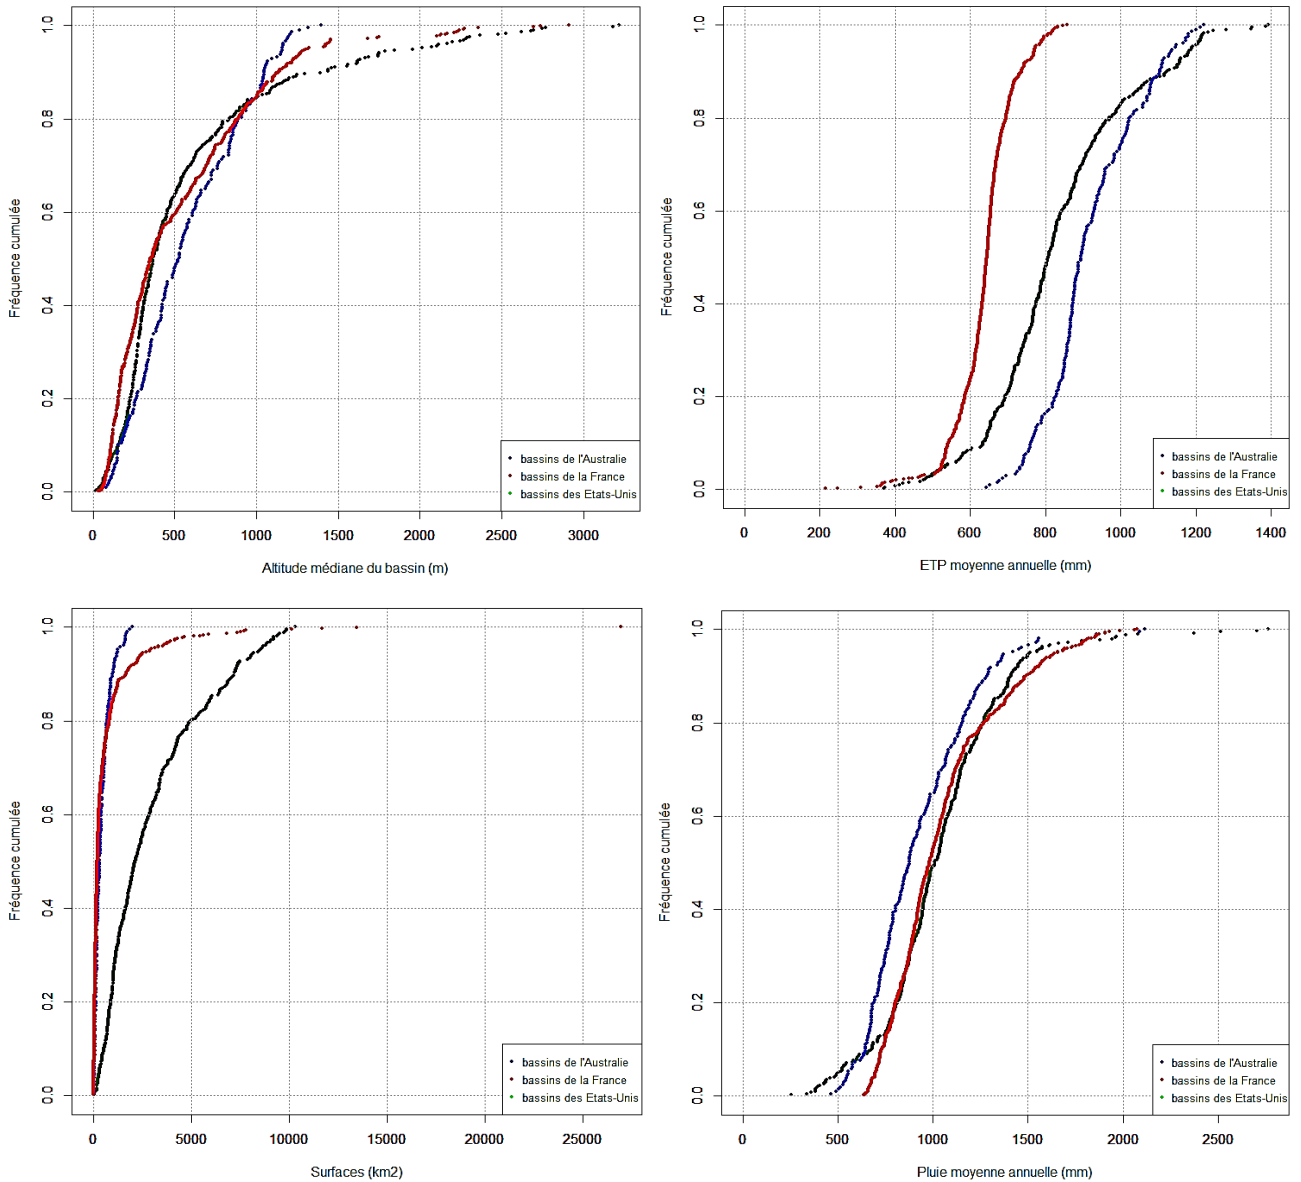 Fréquence cumulée
0.0 0.2 0.4 0.6 0.8 1.0
bassins de l'Australie
bassins de la France
bassins des Etats-Unis
0 500 1000 1500 2000 2500 3000
Altitude médiane du bassin (m)
Fréquence cumulée
0.0 0.2 0.4 0.6 0.8 1.0
bassins de l'Australie
bassins de la France
bassins des Etats-Unis
0 200 400 600 800 1000 1200 1400
ETP moyenne annuelle (mm)
Fréquence cumulée
0.0 0.2 0.4 0.6 0.8 1.0
bassins de l'Australie
bassins de la France
bassins des Etats-Unis
0 5000 10000 15000 20000 25000
Surfaces (km2)
Fréquence cumulée
0.0 0.2 0.4 0.6 0.8 1.0
bassins de l'Australie
bassins de la France
bassins des Etats-Unis
0 500 1000 1500 2000 2500
Pluie moyenne annuelle (mm)